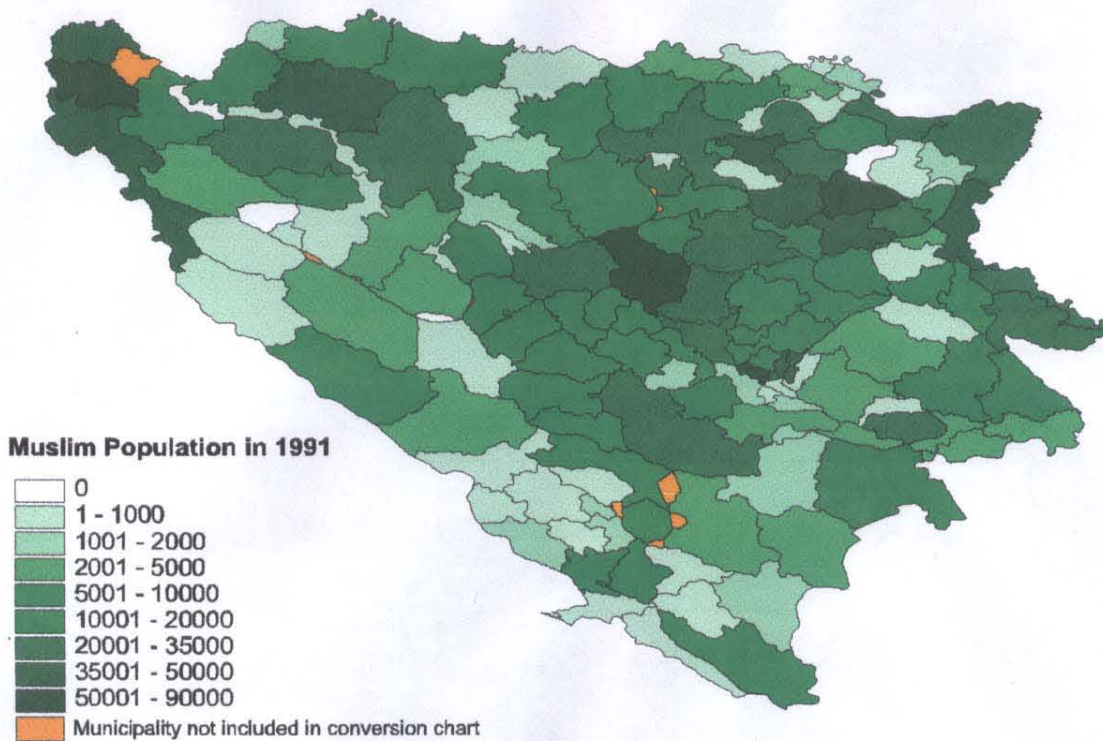 Muslim Population in 1991
0
1 - 1000
1001 - 2000
2001 - 5000
5001 - 10000
10001 - 20000
20001 - 35000
35001 - 50000
50001 - 90000
Municipality not included in conversion chart